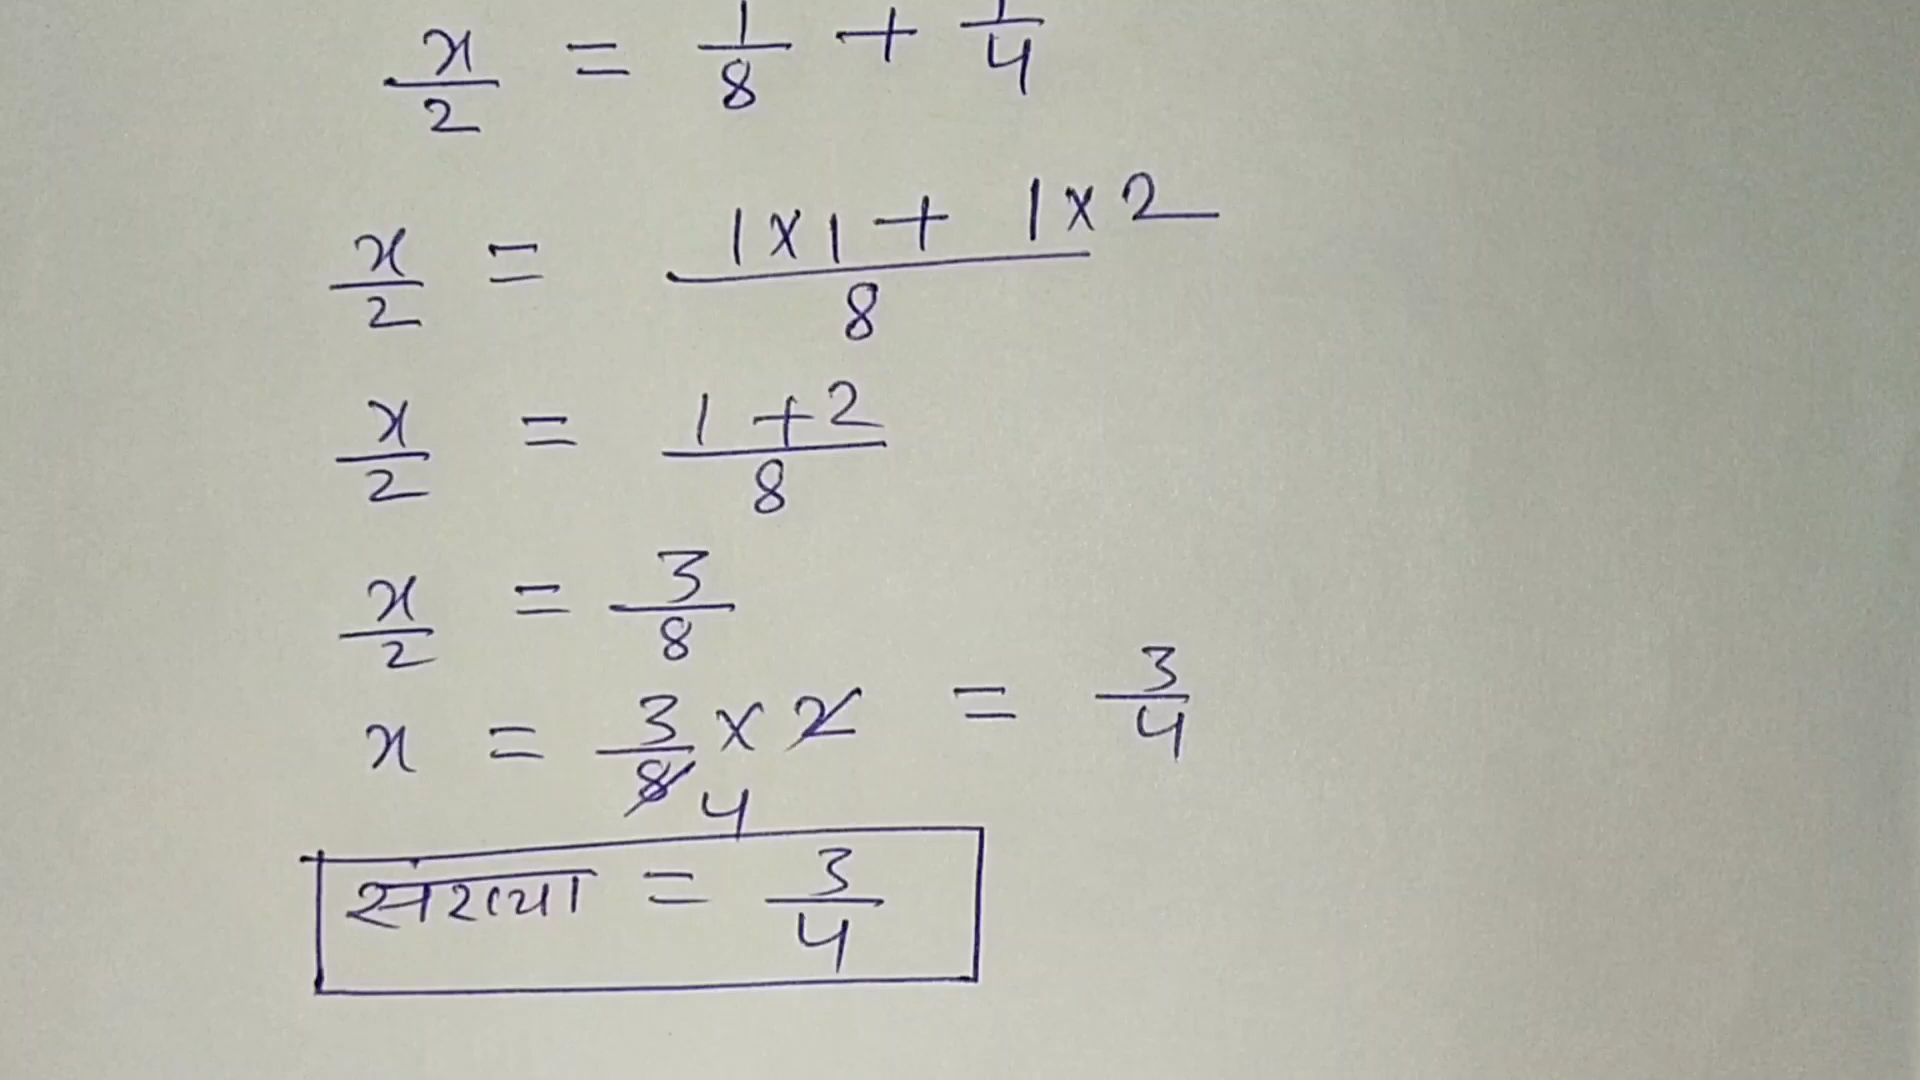 x/2 = 1/8 + 1/4
x/2 = (1×1 + 1×2)/8
x/2 = (1+2)/8
x/2 = 3/8
x = 3/8 × 2 = 3/4
4
संख्या = 3/4